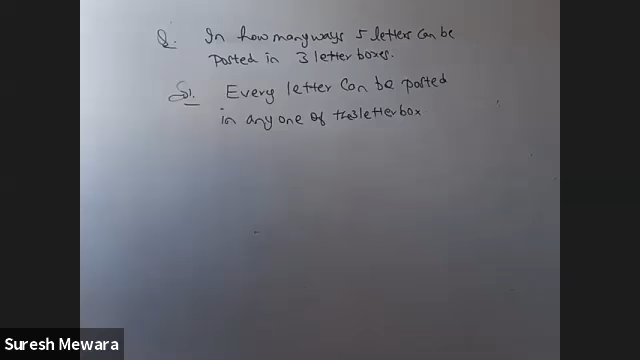 Q. In how many ways 5 letters can be
posted in 3 letter boxes.
Sol. Every letter can be posted
in any one of the 3 letter box
Suresh Mewara